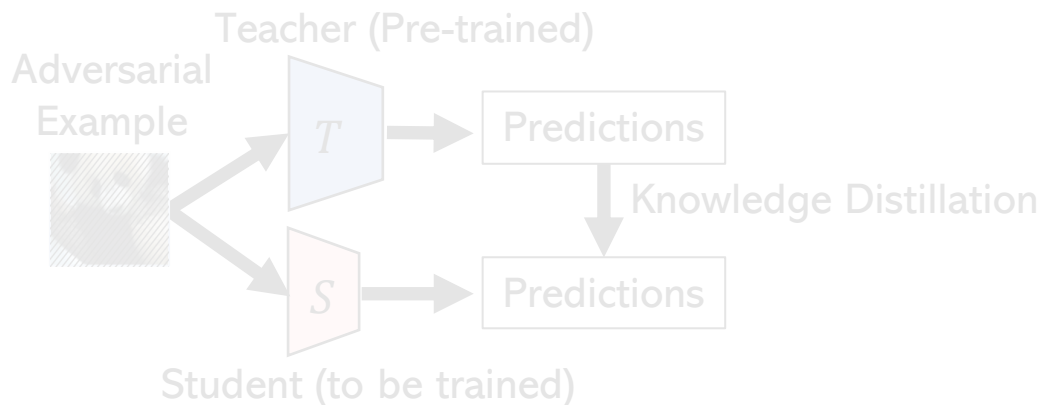 Teacher (Pre-trained)
Adversarial
Example
T
Predictions
Knowledge Distillation
S
Predictions
Student (to be trained)